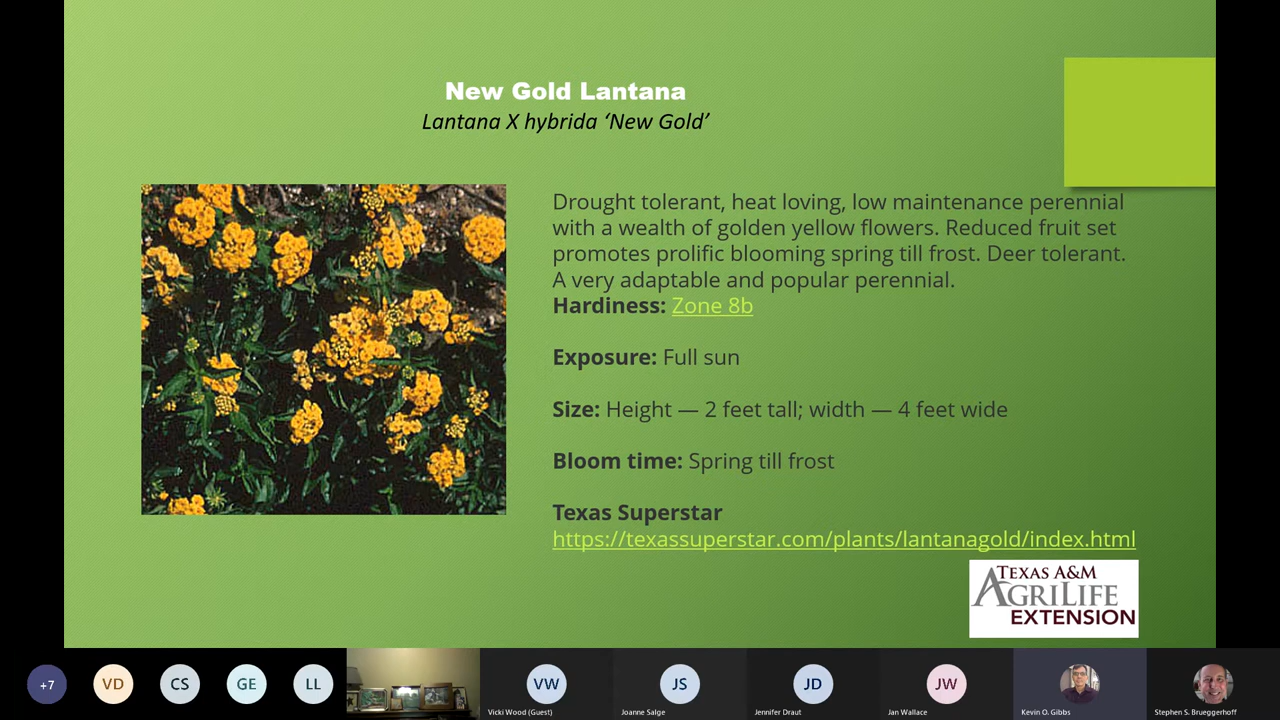 New Gold Lantana
Lantana X hybrida ‘New Gold’
Drought tolerant, heat loving, low maintenance perennial
with a wealth of golden yellow flowers. Reduced fruit set
promotes prolific blooming spring till frost. Deer tolerant.
A very adaptable and popular perennial.
Hardiness: Zone 8b
Exposure: Full sun
Size: Height — 2 feet tall; width — 4 feet wide
Bloom time: Spring till frost
Texas Superstar
https://texassuperstar.com/plants/lantanagold/index.html
TEXAS A&M
AGRILIFE
EXTENSION
+7
VD
CS
GE
LL
VW
JS
JD
JW
Vicki Wood (Guest)
Joanne Salge
Jennifer Draut
Jan Wallace
Kevin O. Gibbs
Stephen S. Brueggerhoff